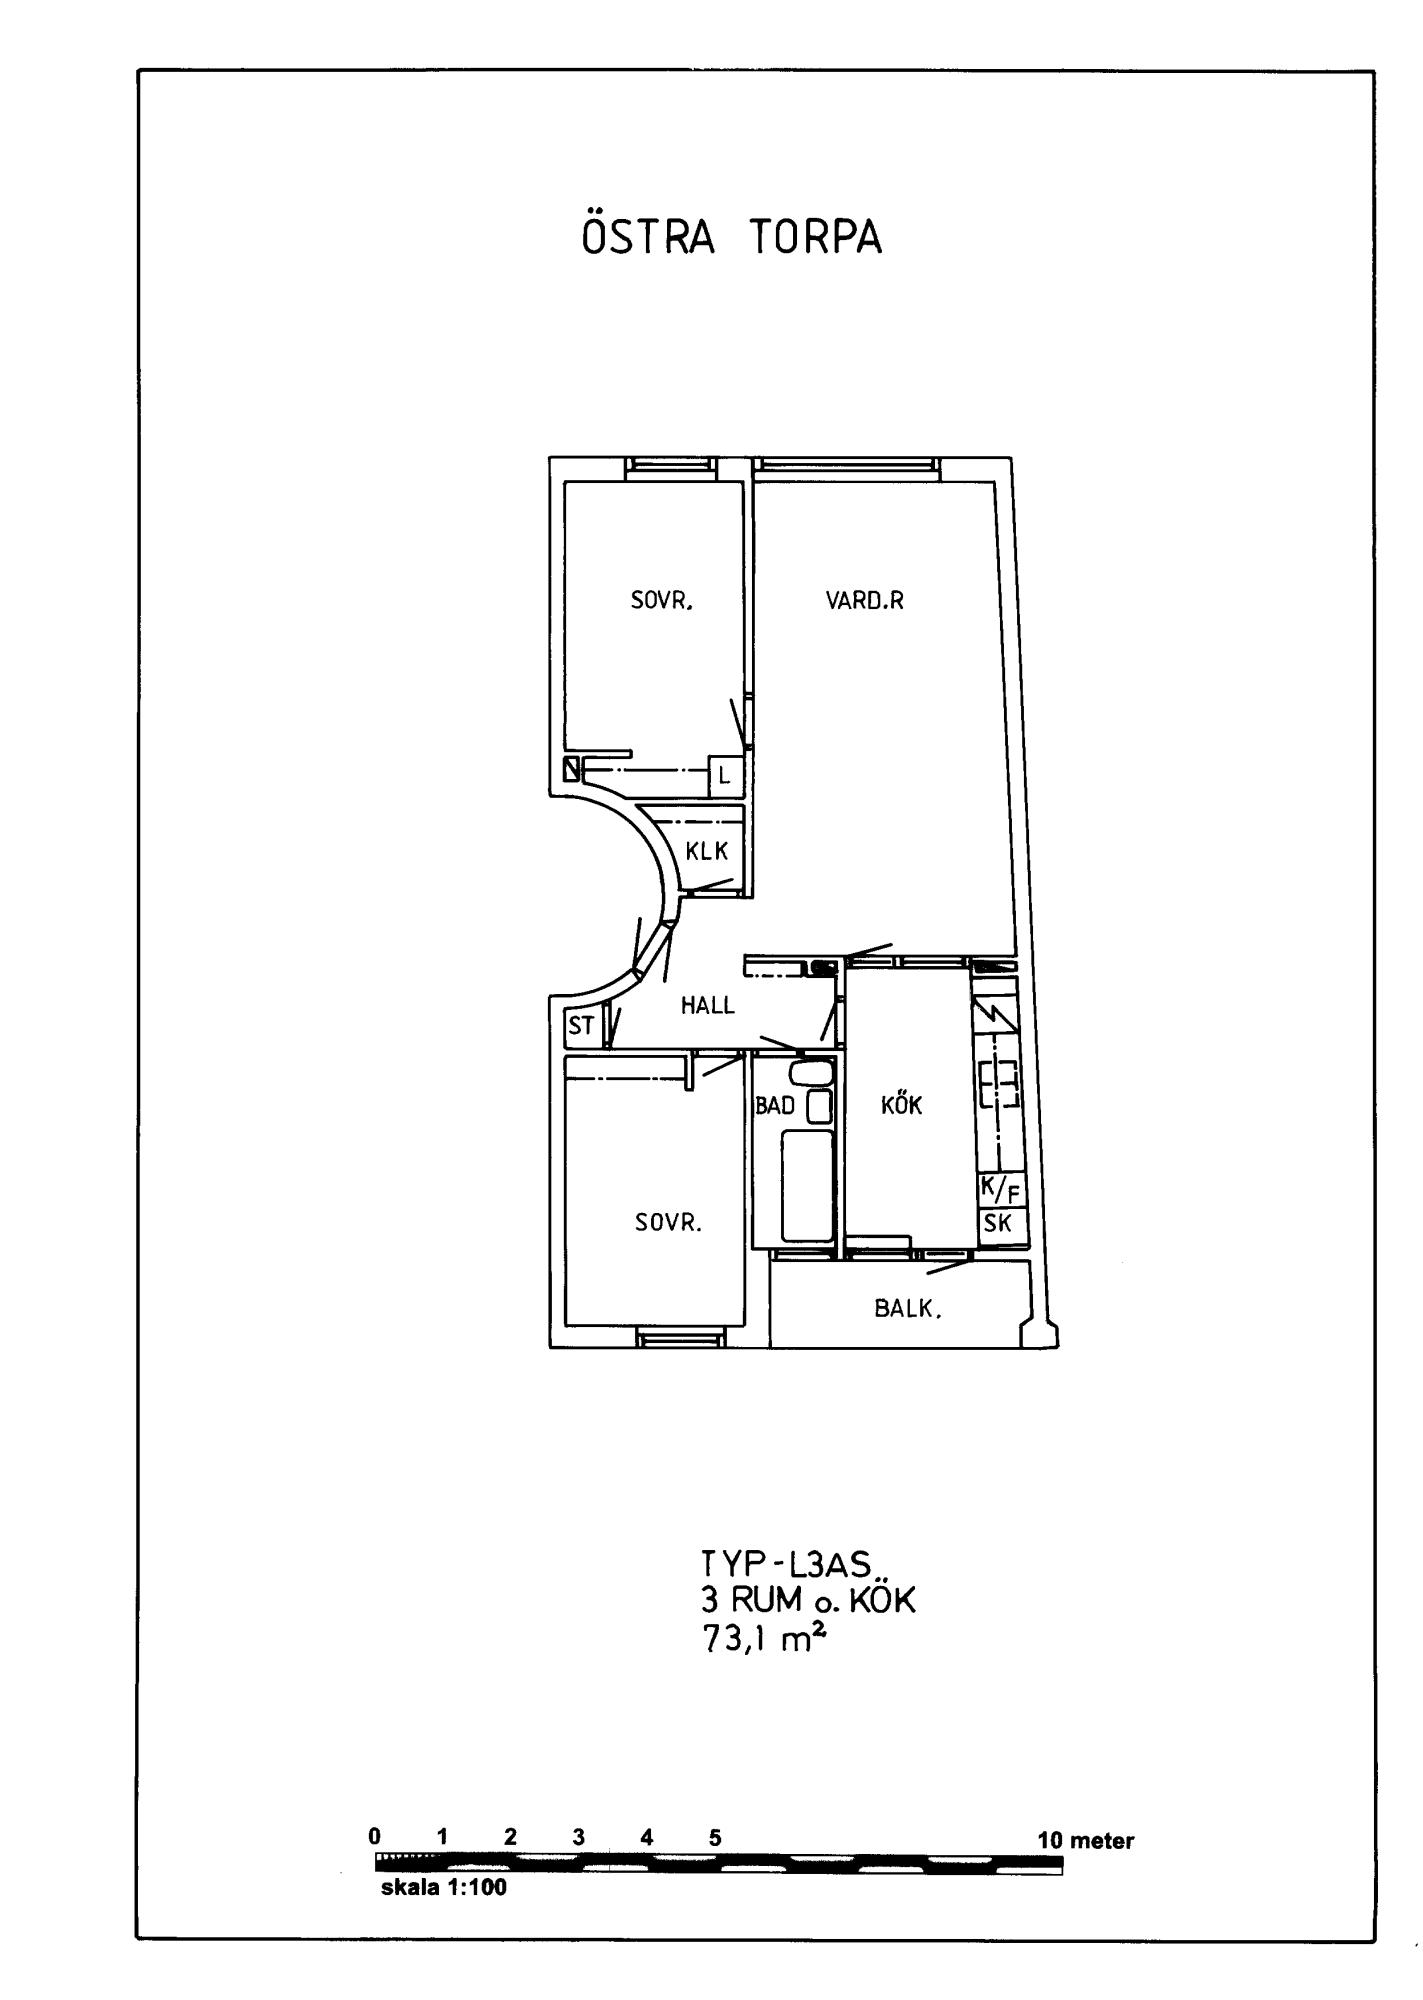 ÖSTRA TORPA
SOVR.
VARD.R
L
KLK
HALL
ST
BAD
KÖK
K/F
SK
SOVR.
BALK.
TYP-L3AS
3 RUM o. KÖK
73,1 m²
0 1 2 3 4 5 10 meter
skala 1:100